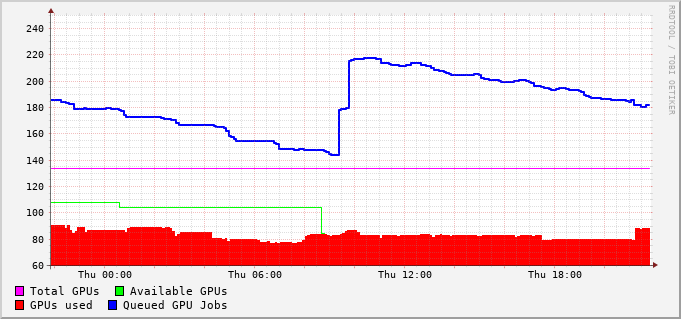 240
220
200
180
160
140
120
100
80
60
Thu 00:00 Thu 06:00 Thu 12:00 Thu 18:00
Total GPUs Available GPUs
GPUs used Queued GPU Jobs
RRDTOOL / TOBI OETIKER